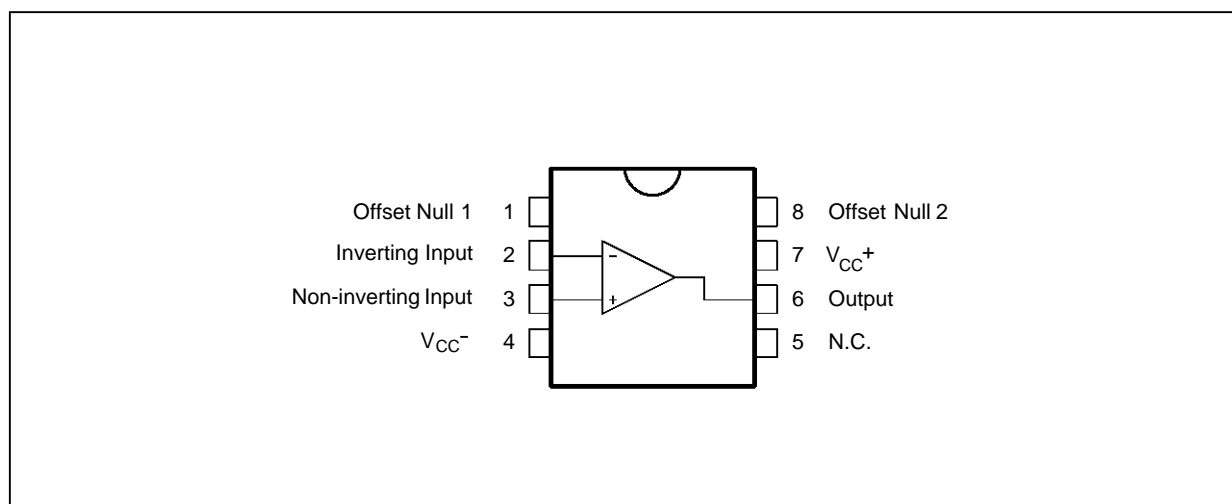 Offset Null 1 1 8 Offset Null 2
Inverting Input 2 - 7 VCC+
Non-inverting Input 3 + 6 Output
VCC- 4 5 N.C.